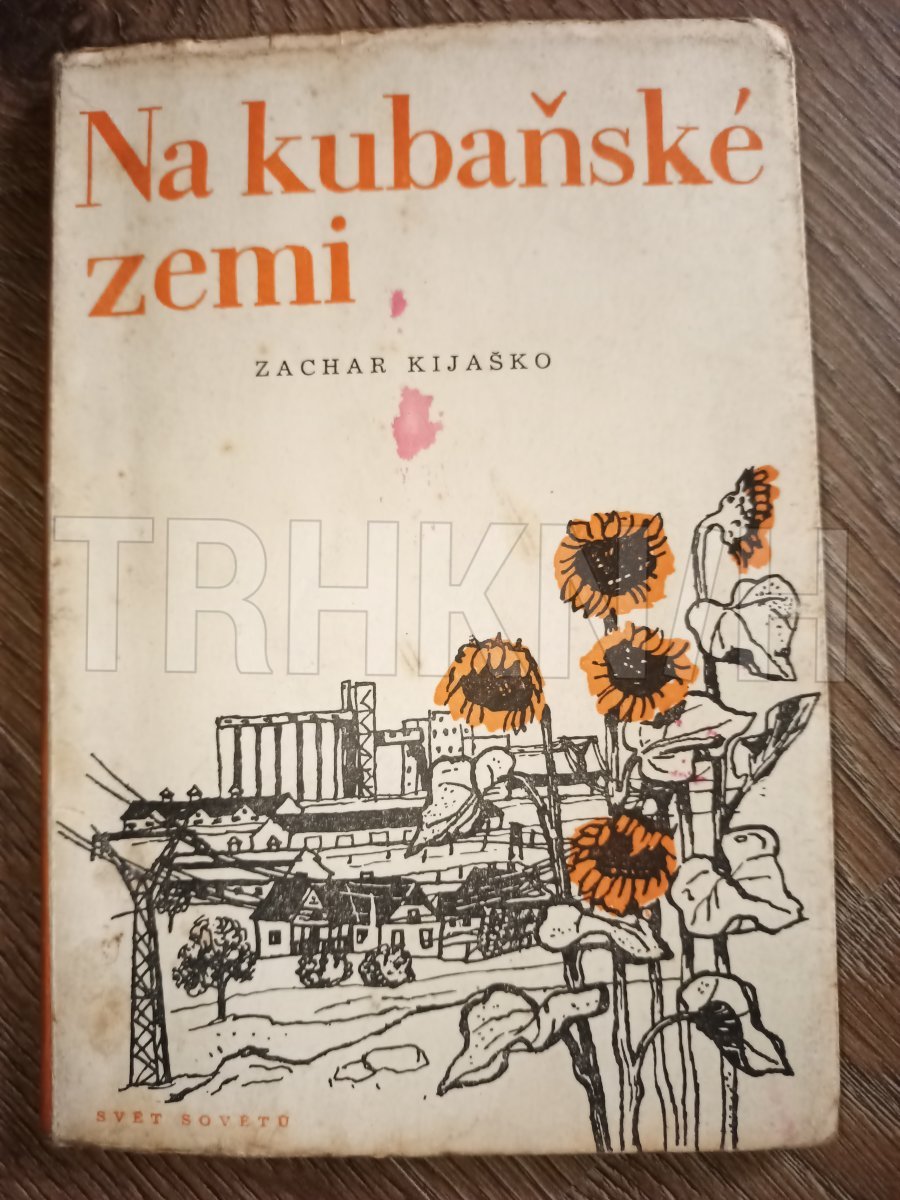 Na kubaňské
zemi
ZACHAR KIJAŠKO
TRHKNIH
SVĚT SOVĚTŮ